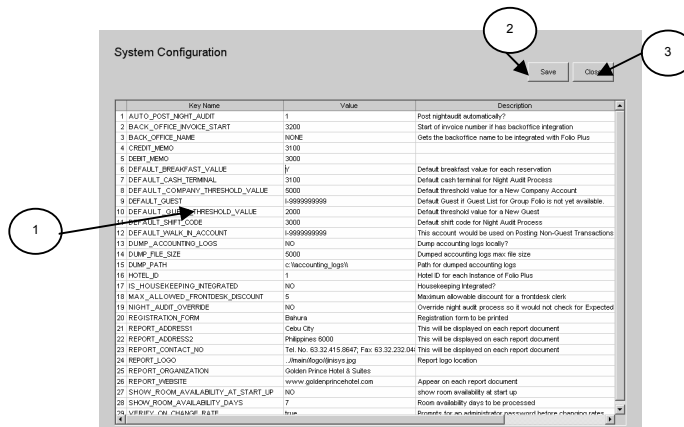 2
3
System Configuration
Save Close
Key Name Value Description
1 AUTO_POST_NIGHT_AUDIT 1 Post nightaudit automatically?
2 BACK_OFFICE_INVOICE_START 3200 Start of invoice number if has backoffice integration
3 BACK_OFFICE_NAME NONE Gets the backoffice name to be integrated with Folio Plus
4 CREDIT_MEMO 3100
5 DEBIT_MEMO 3000
6 DEFAULT_BREAKFAST_VALUE Y Default breakfast value for each reservation
7 DEFAULT_CASH_TERMINAL 3100 Default cash terminal for Night Audit Process
8 DEFAULT_COMPANY_THRESHOLD_VALUE 5000 Default threshold value for a New Company Account
9 DEFAULT_GUEST I-9999999999 Default Guest if Guest List for Group Folio is not yet available.
10 DEFAULT_GUEST_THRESHOLD_VALUE 2000 Default threshold value for a New Guest
11 DEFAULT_SHIFT_CODE 3000 Default shift code for Night Audit Process
12 DEFAULT_WALK_IN_ACCOUNT I-9999999999 This account would be used on Posting Non-Guest Transactions
13 DUMP_ACCOUNTING_LOGS NO Dump accounting logs locally?
14 DUMP_FILE_SIZE 5000 Dumped accounting logs max file size
15 DUMP_PATH c:\\accounting_logs\\ Path for dumped accounting logs
16 HOTEL_ID 1 Hotel ID for each Instance of Folio Plus
17 IS_HOUSEKEEPING_INTEGRATED NO Housekeeping Integrated?
18 MAX_ALLOWED_FRONTDESK_DISCOUNT 5 Maximum allowable discount for a frontdesk clerk
19 NIGHT_AUDIT_OVERRIDE NO Override night audit process so it would not check for Expected
20 REGISTRATION_FORM Bahura Registration form to be printed
21 REPORT_ADDRESS1 Cebu City This will be displayed on each report document
22 REPORT_ADDRESS2 Philippines 6000 This will be displayed on each report document
23 REPORT_CONTACT_NO Tel. No. 63.32.415.8647; Fax 63.32.232.04 This will be displayed on each report document
24 REPORT_LOGO ..//main//logo//jinisys.jpg Report logo location
25 REPORT_ORGANIZATION Golden Prince Hotel & Suites
26 REPORT_WEBSITE www.goldenprincehotel.com Appear on each report document
27 SHOW_ROOM_AVAILABILITY_AT_START_UP NO show room availability at start up
28 SHOW_ROOM_AVAILABILITY_DAYS 7 Room availability days to be processed
29 VERIFY_ON_CHANGE_RATE true Prompts for an administrator password before changing rates
1